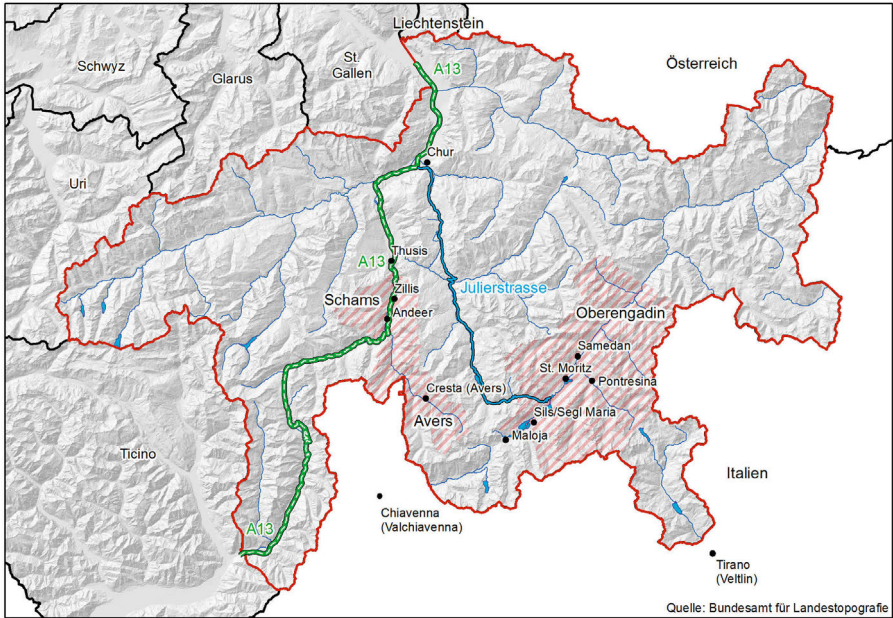 Liechtenstein
Schwyz
Glarus
St.
Gallen
A13
Österreich
Uri
Chur
Thusis
A13
Zillis
Schams
Andeer
Julierstrasse
Oberengadin
Samedan
St. Moritz
Pontresina
Cresta (Avers)
Avers
Sils/Segl Maria
Maloja
Ticino
Italien
Chiavenna
(Valchiavenna)
A13
Tirano
(Veltlin)
Quelle: Bundesamt für Landestopografie